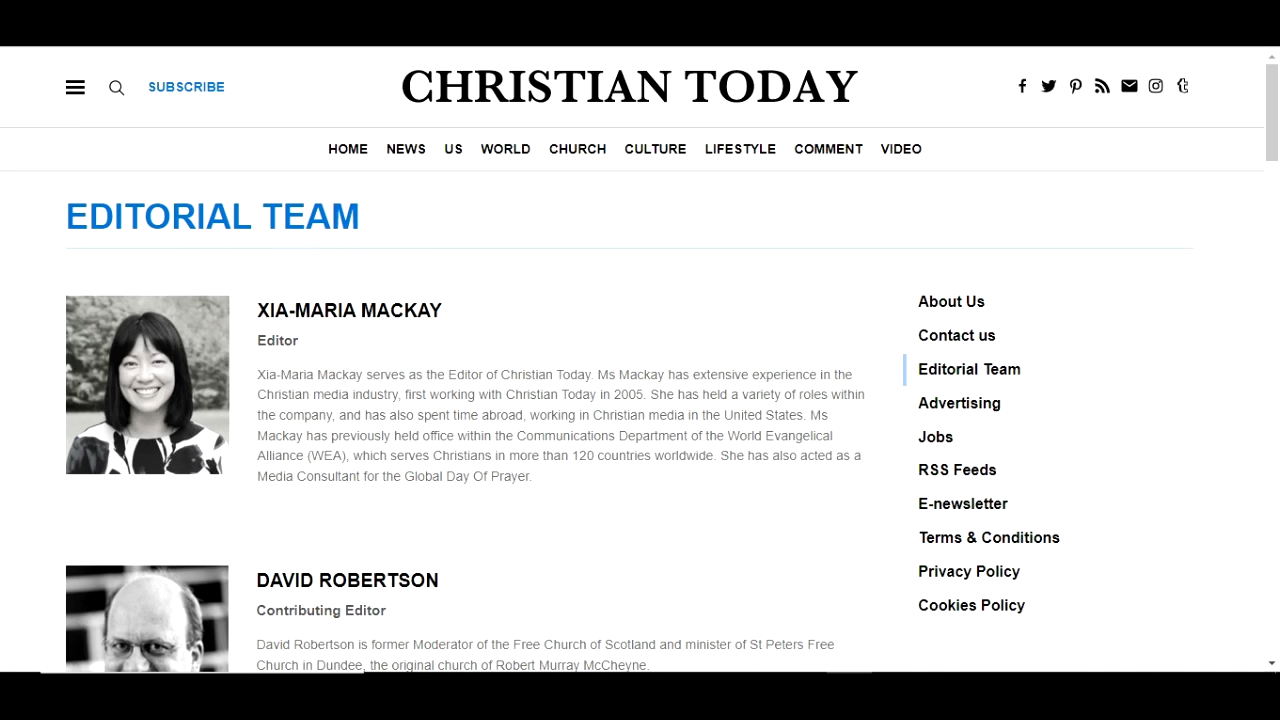 SUBSCRIBE
CHRISTIAN TODAY
HOME NEWS US WORLD CHURCH CULTURE LIFESTYLE COMMENT VIDEO
EDITORIAL TEAM
XIA-MARIA MACKAY
Editor
Xia-Maria Mackay serves as the Editor of Christian Today. Ms Mackay has extensive experience in the
Christian media industry, first working with Christian Today in 2005. She has held a variety of roles within
the company, and has also spent time abroad, working in Christian media in the United States. Ms
Mackay has previously held office within the Communications Department of the World Evangelical
Alliance (WEA), which serves Christians in more than 120 countries worldwide. She has also acted as a
Media Consultant for the Global Day Of Prayer.
DAVID ROBERTSON
Contributing Editor
David Robertson is former Moderator of the Free Church of Scotland and minister of St Peters Free
Church in Dundee, the original church of Robert Murray McCheyne.
About Us
Contact us
Editorial Team
Advertising
Jobs
RSS Feeds
E-newsletter
Terms & Conditions
Privacy Policy
Cookies Policy